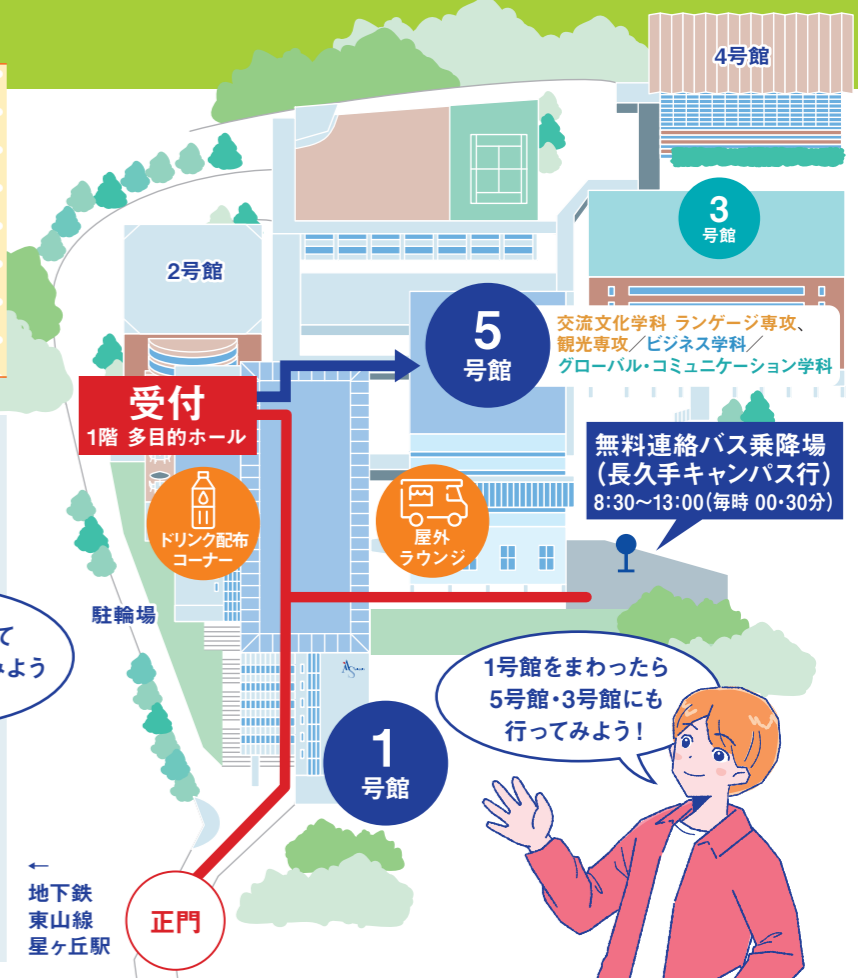 4号館
3
号館
2号館
5
号館
交流文化学科 ランゲージ専攻、
観光専攻／ビジネス学科／
グローバル・コミュニケーション学科
受付
1階 多目的ホール
無料連絡バス乗降場
（長久手キャンパス行）
8:30〜13:00（毎時 00・30分）
ドリンク配布
コーナー
屋外
ラウンジ
駐輪場
て
みよう
1号館をまわったら
5号館・3号館にも
行ってみよう！
1
号館
←
地下鉄
東山線
星ヶ丘駅
正門